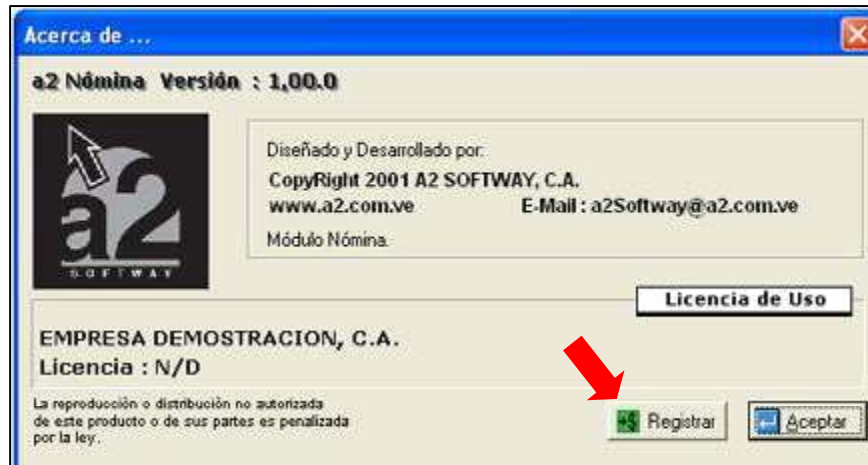 Acerca de ...
a2 Nómina Versión : 1,00.0
a2
SOFTWAY
Diseñado y Desarrollado por:
CopyRight 2001 A2 SOFTWAY, C.A.
www.a2.com.ve E-Mail : a2Softway@a2.com.ve
Módulo Nómina.
Licencia de Uso
EMPRESA DEMOSTRACION, C.A.
Licencia : N/D
La reproducción o distribución no autorizada
de este producto o de sus partes es penalizada
por la ley.
Registrar
Aceptar